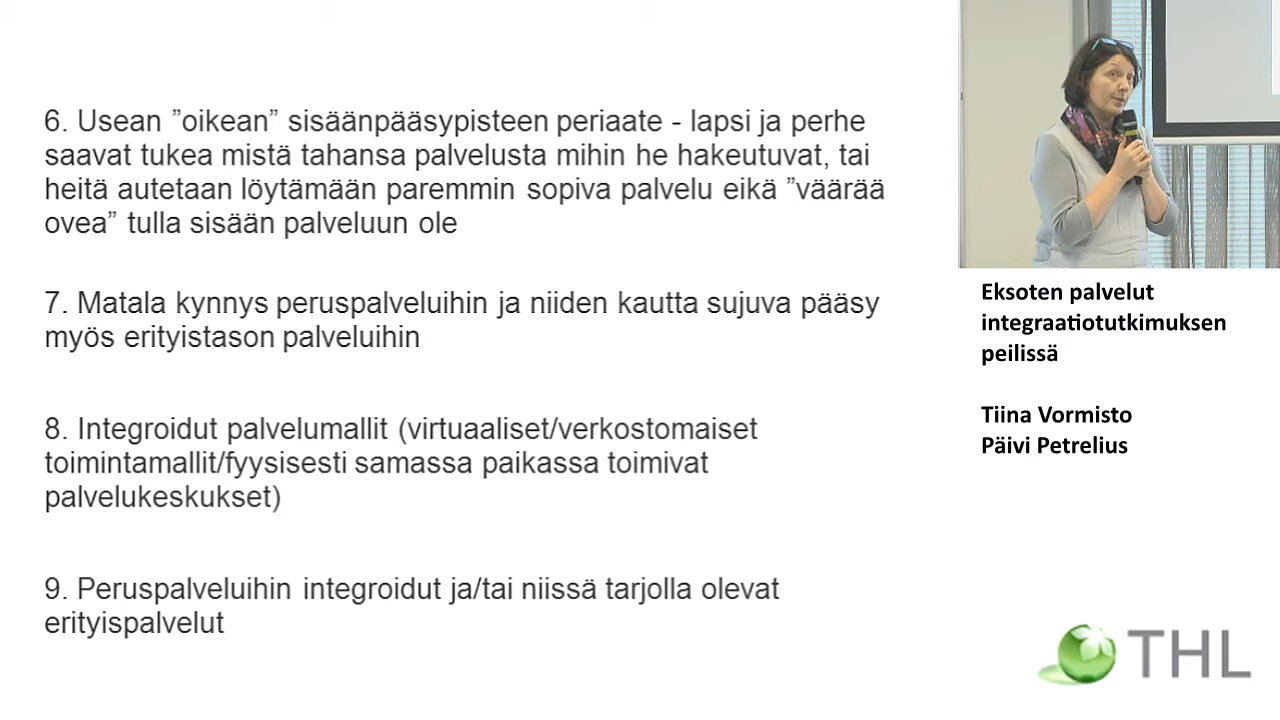 6. Usean ”oikean” sisäänpääsypisteen periaate - lapsi ja perhe
saavat tukea mistä tahansa palvelusta mihin he hakeutuvat, tai
heitä autetaan löytämään paremmin sopiva palvelu eikä ”väärää
ovea” tulla sisään palveluun ole
7. Matala kynnys peruspalveluihin ja niiden kautta sujuva pääsy
myös erityistason palveluihin
8. Integroidut palvelumallit (virtuaaliset/verkostomaiset
toimintamallit/fyysisesti samassa paikassa toimivat
palvelukeskukset)
9. Peruspalveluihin integroidut ja/tai niissä tarjolla olevat
erityispalvelut
Eksoten palvelut
integraatiotutkimuksen
peilissä
Tiina Vormisto
Päivi Petrelius
THL